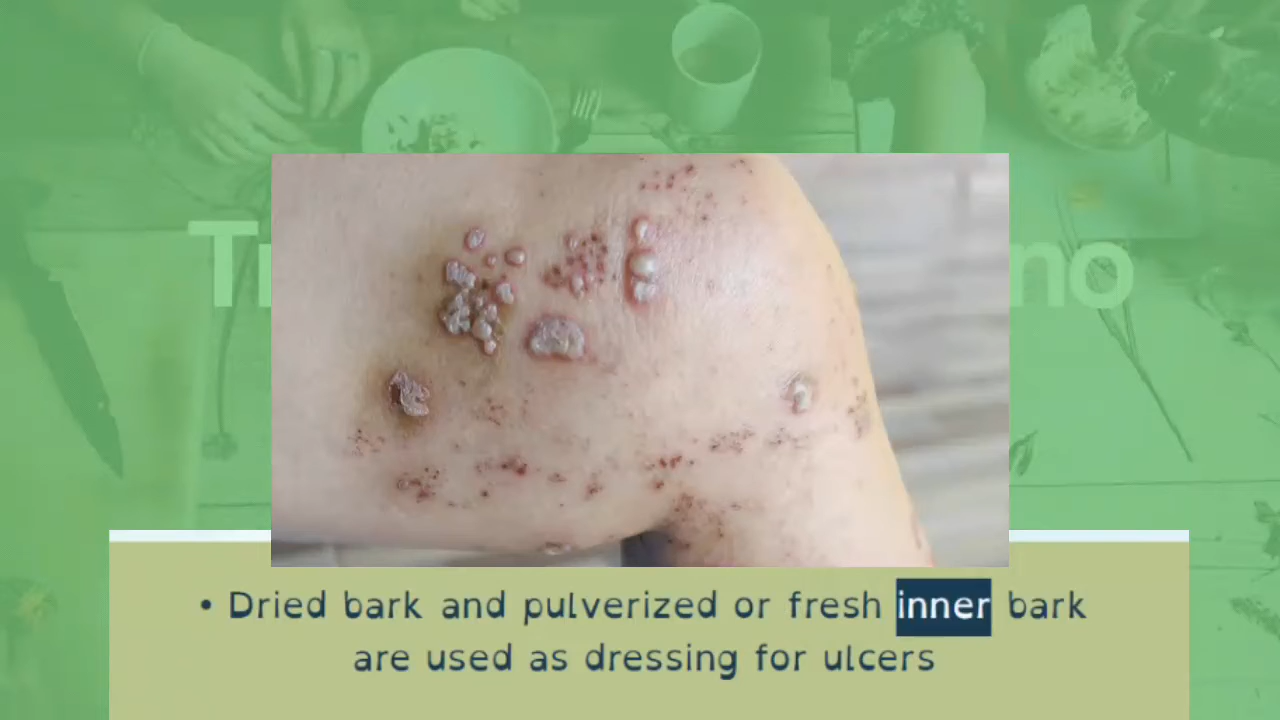 • Dried bark and pulverized or fresh inner bark
are used as dressing for ulcers